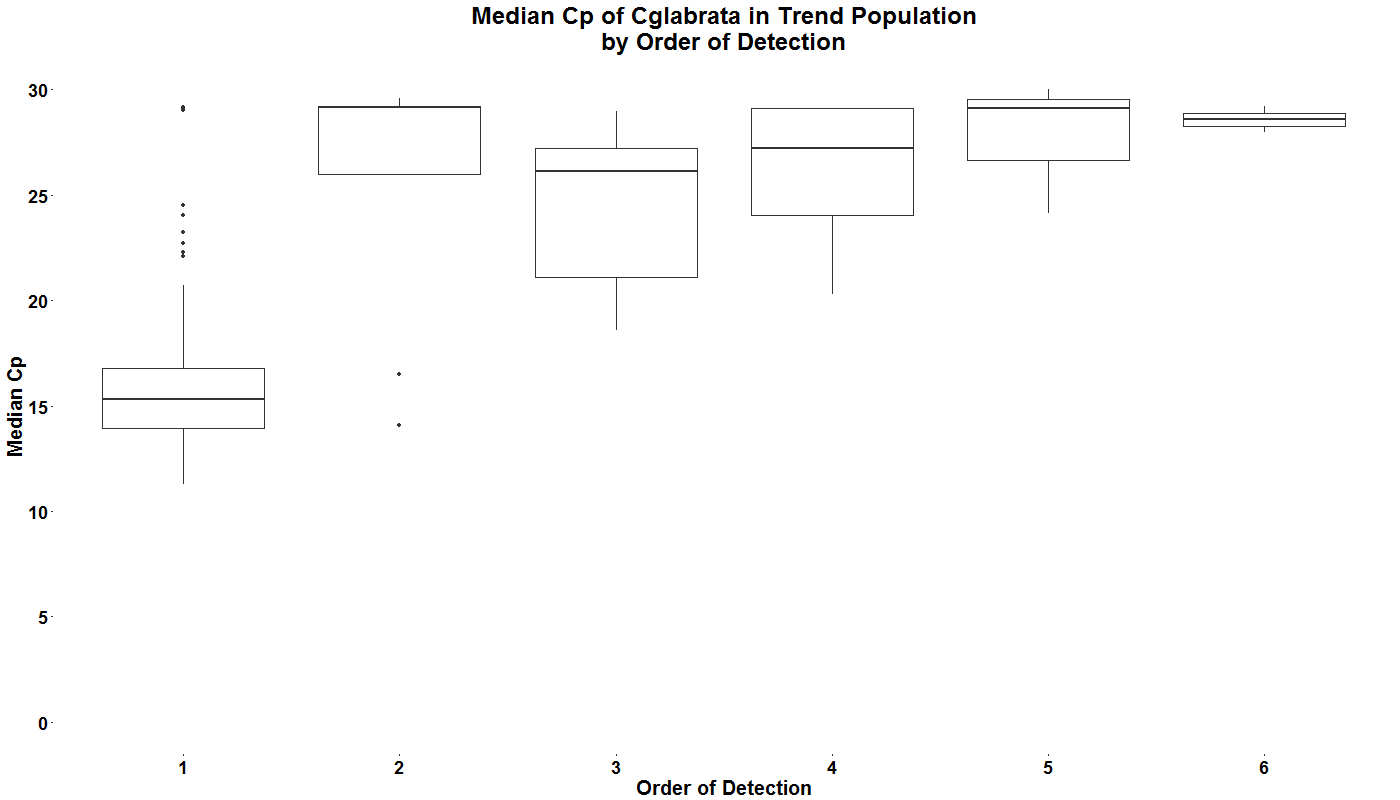 Median Cp of Cglabrata in Trend Population
by Order of Detection
30
25
20
15
10
5
0
Median Cp
1 2 3 4 5 6
Order of Detection